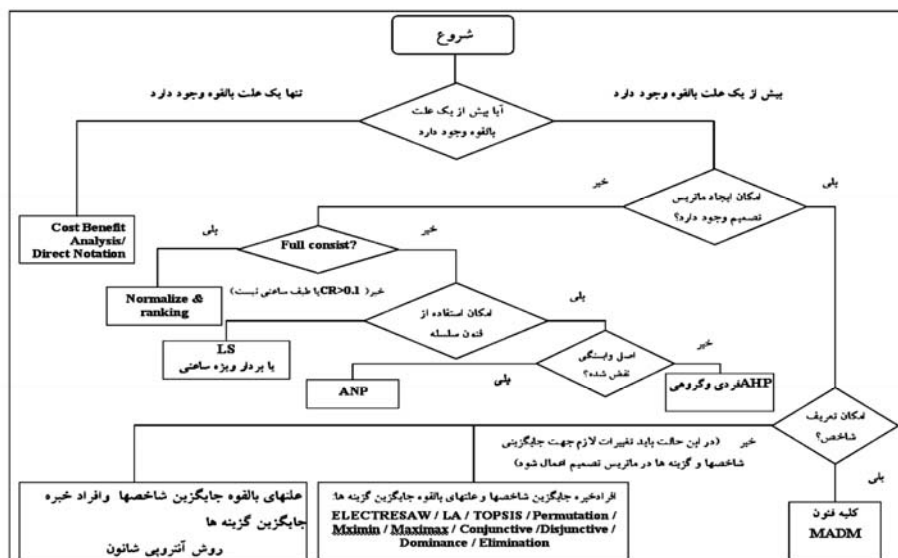 شروع
بیش از یک علت بالقوه وجود دارد
تنها یک علت بالقوه وجود دارد
آیا بیش از یک علت
بالقوه وجود دارد
بلی
خیر
امکان ایجاد ماتریس
تصمیم وجود دارد؟
Cost Benefit
Analysis/
Direct Notation
بلی
Full consist?
خیر
Normalize &
ranking
خیر( CR>0.1یا طیف ساعتی نیست)
امکان استفاده از
فنون سلسله
بلی
LS
یا بردار ویژه ساعتی
اصل وابستگی
نقض شده؟
خیر
بلی
ANP
AHPفردی وگروهی
امکان تعریف
شاخص؟
خیر (در این حالت باید تغییرات لازم جهت جایگزینی
شاخصها و گزینه ها در ماتریس تصمیم اعمال شود)
بلی
علتهای بالقوه جایگزین شاخصها وافراد خبره
جایگزین گزینه ها
روش آنتروپی شانون
افرادخبره جایگزین شاخصها و علتهای بالقوه جایگزین گزینه ها:
ELECTRESAW / LA / TOPSIS / Permutation /
Mximin / Maximax / Conjunctive /Disjunctive /
Dominance / Elimination
کلیه فنون
MADM